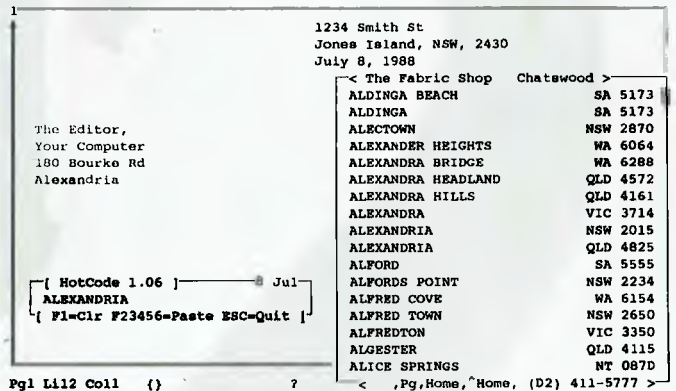 1
1234 Smith St
Jones Island, NSW, 2430
July 8, 1988
< The Fabric Shop Chatswood >
ALDINGA BEACH SA 5173
ALDINGA SA 5173
ALECTOWN NSW 2870
ALEXANDER HEIGHTS WA 6064
ALEXANDRA BRIDGE WA 6288
ALEXANDRA HEADLAND QLD 4572
ALEXANDRA HILLS QLD 4161
ALEXANDRA VIC 3714
ALEXANDRIA NSW 2015
ALEXANDRIA QLD 4825
ALFORD SA 5555
ALFORDS POINT NSW 2234
ALFRED COVE WA 6154
ALFRED TOWN NSW 2650
ALFREDTON VIC 3350
ALGESTER QLD 4115
ALICE SPRINGS NT 087D
< ,Pg,Home,^Home, (D2) 411-5777 >
The Editor,
Your Computer
180 Bourke Rd
Alexandria
[ HotCode 1.06 ] 8 Jul
ALEXANDRIA
[ F1=Clr F23456=Paste ESC=Quit ]
Pg1 Li12 Co11 {} ?